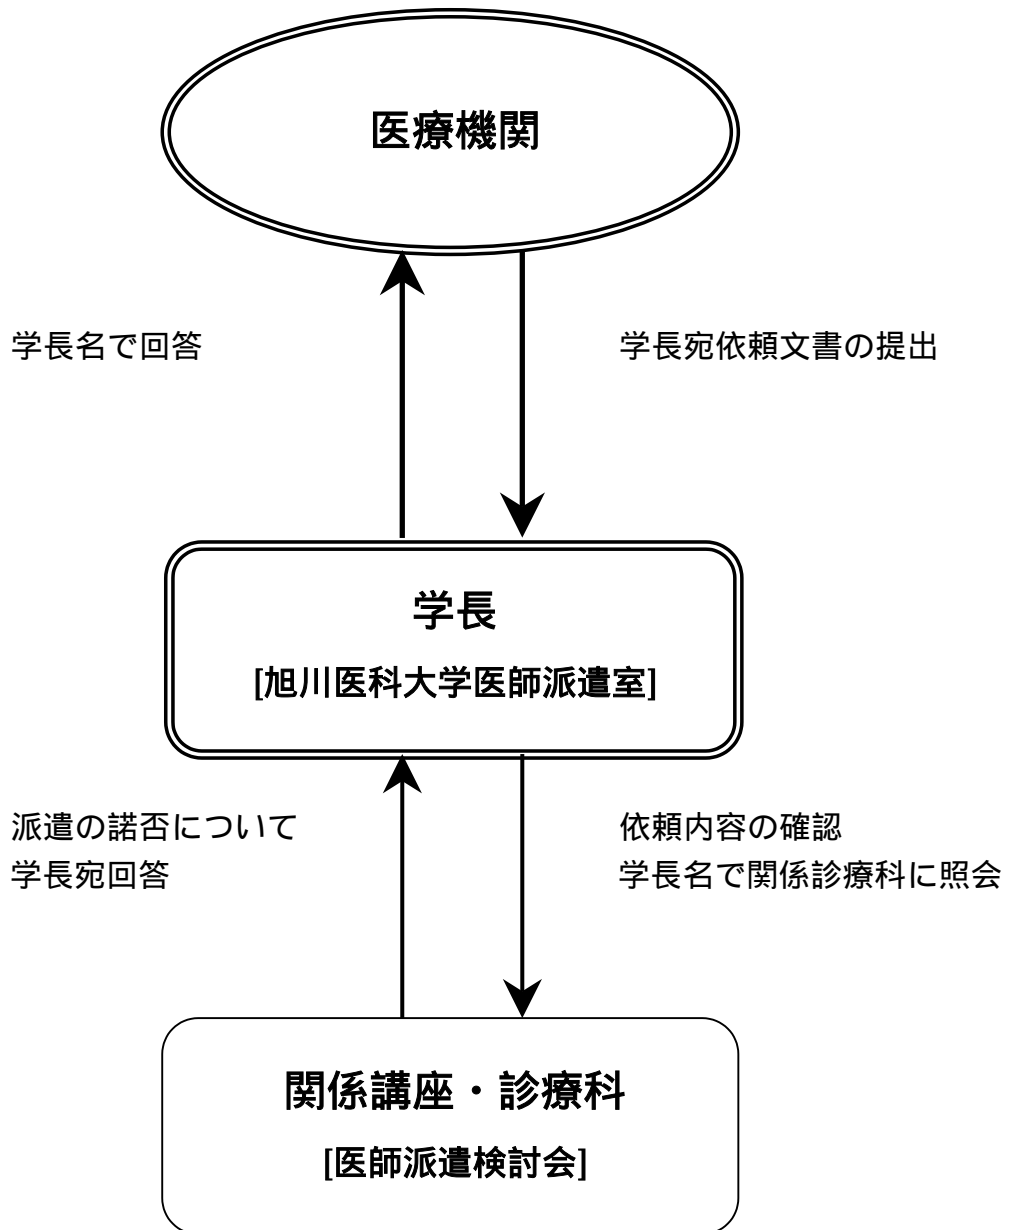 医療機関
学長名で回答
学長宛依頼文書の提出
学長
[旭川医科大学医師派遣室]
派遣の諾否について
学長宛回答
依頼内容の確認
学長名で関係診療科に照会
関係講座・診療科
[医師派遣検討会]